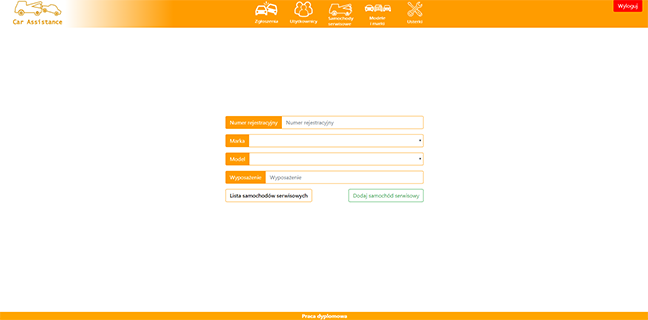 Car Assistance
Zgłoszenia
Użytkownicy
Samochody
serwisowe
Modele
i marki
Usterki
Wyloguj
Numer rejestracyjny Numer rejestracyjny
Marka
Model
Wyposażenie Wyposażenie
Lista samochodów serwisowych Dodaj samochód serwisowy
Praca dyplomowa